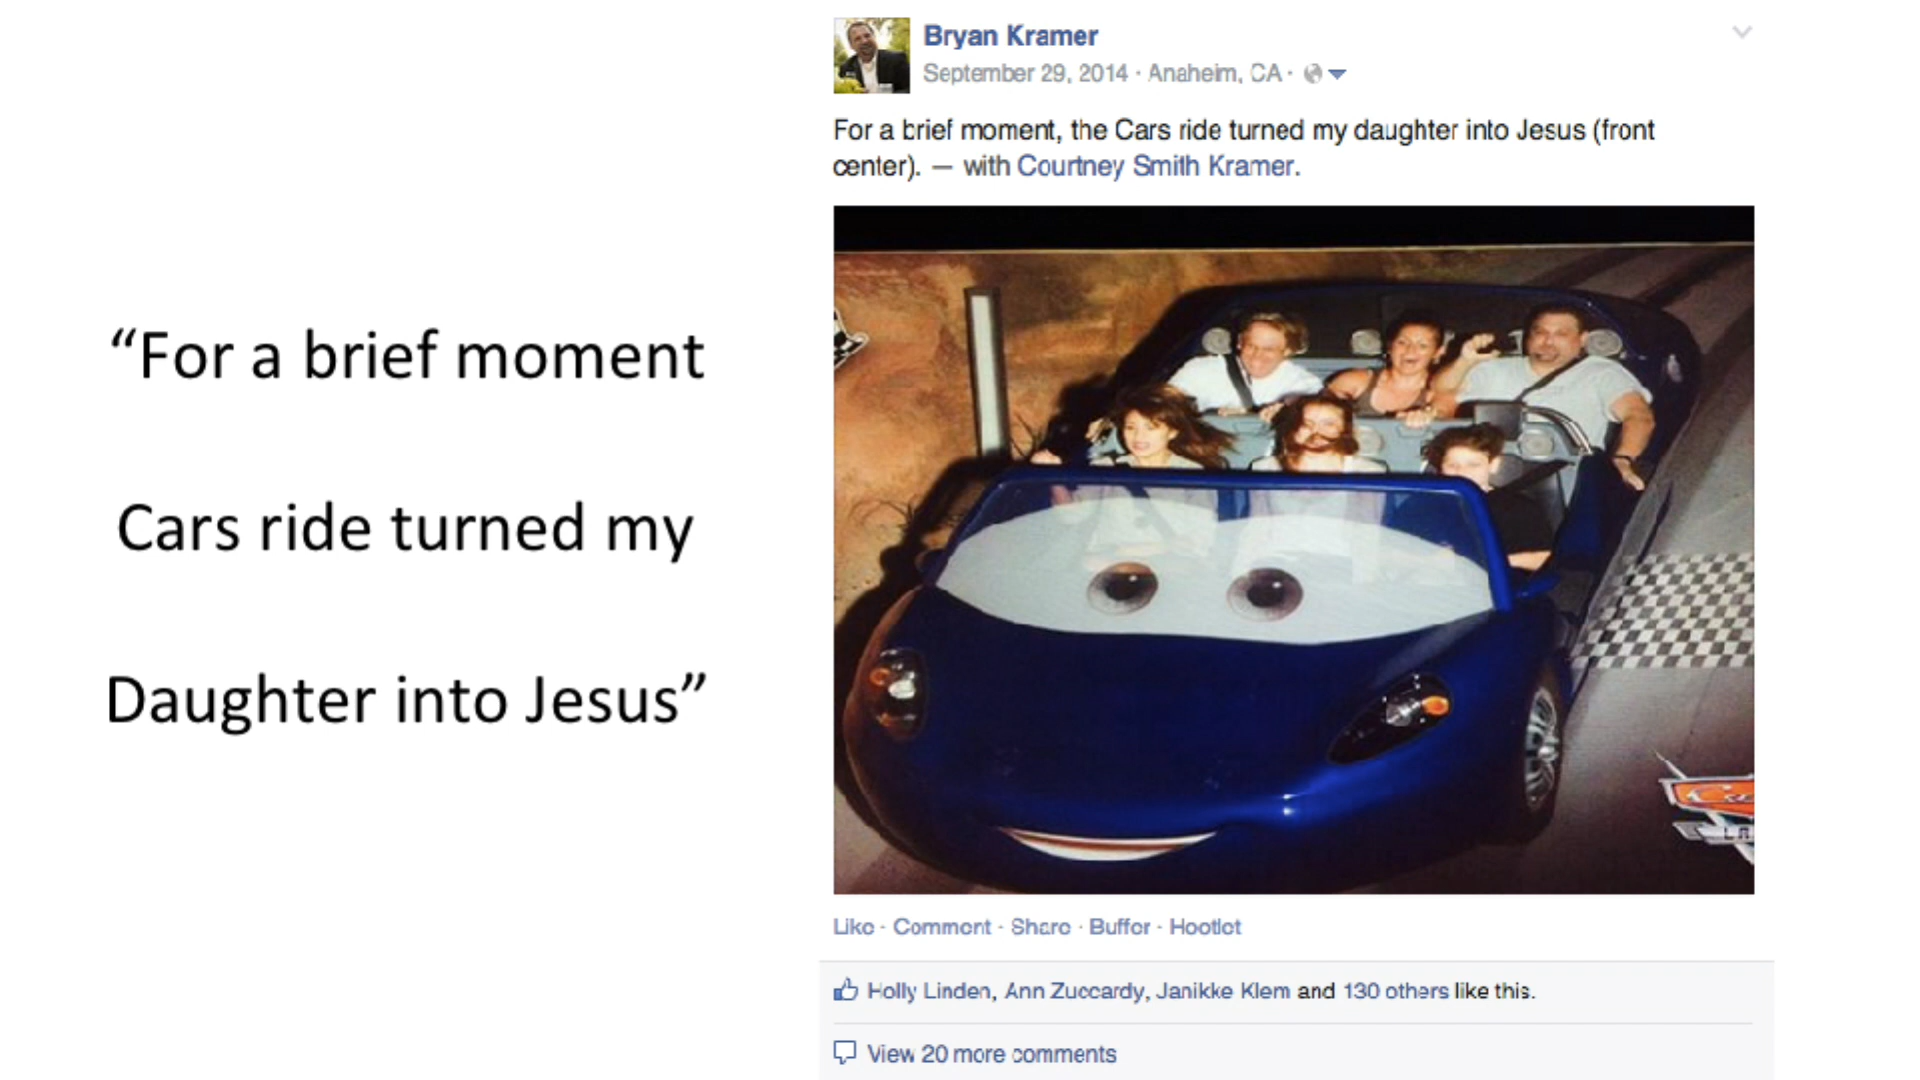 “For a brief moment
Cars ride turned my
Daughter into Jesus”
Bryan Kramer
September 29, 2014 · Anaheim, CA ·
For a brief moment, the Cars ride turned my daughter into Jesus (front
center). — with Courtney Smith Kramer.
Like · Comment · Share · Buffer · Hootlet
Holly Linden, Ann Zuccardy, Janikke Klem and 130 others like this.
View 20 more comments